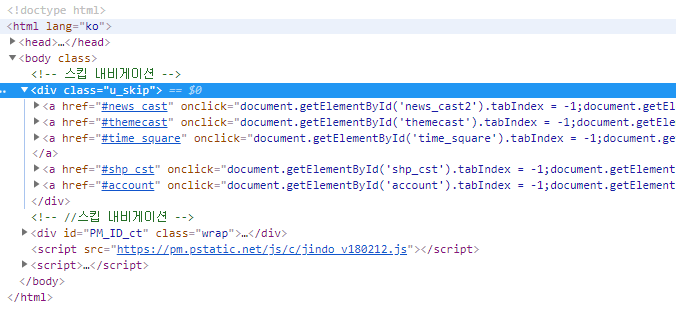 <!doctype html>
<html lang="ko">
<head>…</head>
<body class>
<!-- 스킵 내비게이션 -->
… <div class="u_skip"> == $0
<a href="#news_cast" onclick="document.getElementById('news_cast2').tabIndex = -1;document.getEl
<a href="#themecast" onclick="document.getElementById('themecast').tabIndex = -1;document.getEle
<a href="#time_square" onclick="document.getElementById('time_square').tabIndex = -1;document.ge
</a>
<a href="#shp_cst" onclick="document.getElementById('shp_cst').tabIndex = -1;document.getElement
<a href="#account" onclick="document.getElementById('account').tabIndex = -1;document.getElement
</div>
<!-- //스킵 내비게이션 -->
<div id="PM_ID_ct" class="wrap">…</div>
<script src="https://pm.pstatic.net/js/c/jindo_v180212.js"></script>
<script>…</script>
</body>
</html>